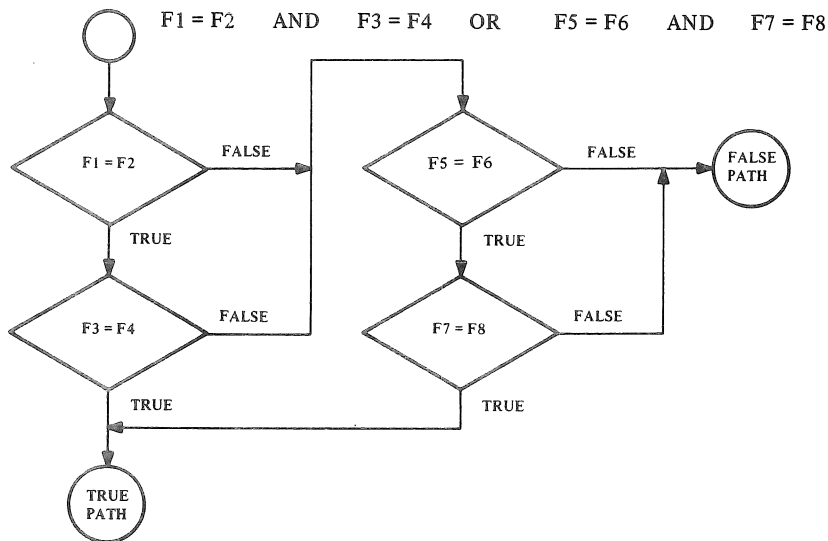 F1 = F2 AND F3 = F4 OR F5 = F6 AND F7 = F8
F1 = F2
FALSE
TRUE
F3 = F4
FALSE
TRUE
TRUE
PATH
F5 = F6
FALSE
TRUE
F7 = F8
FALSE
TRUE
FALSE
PATH